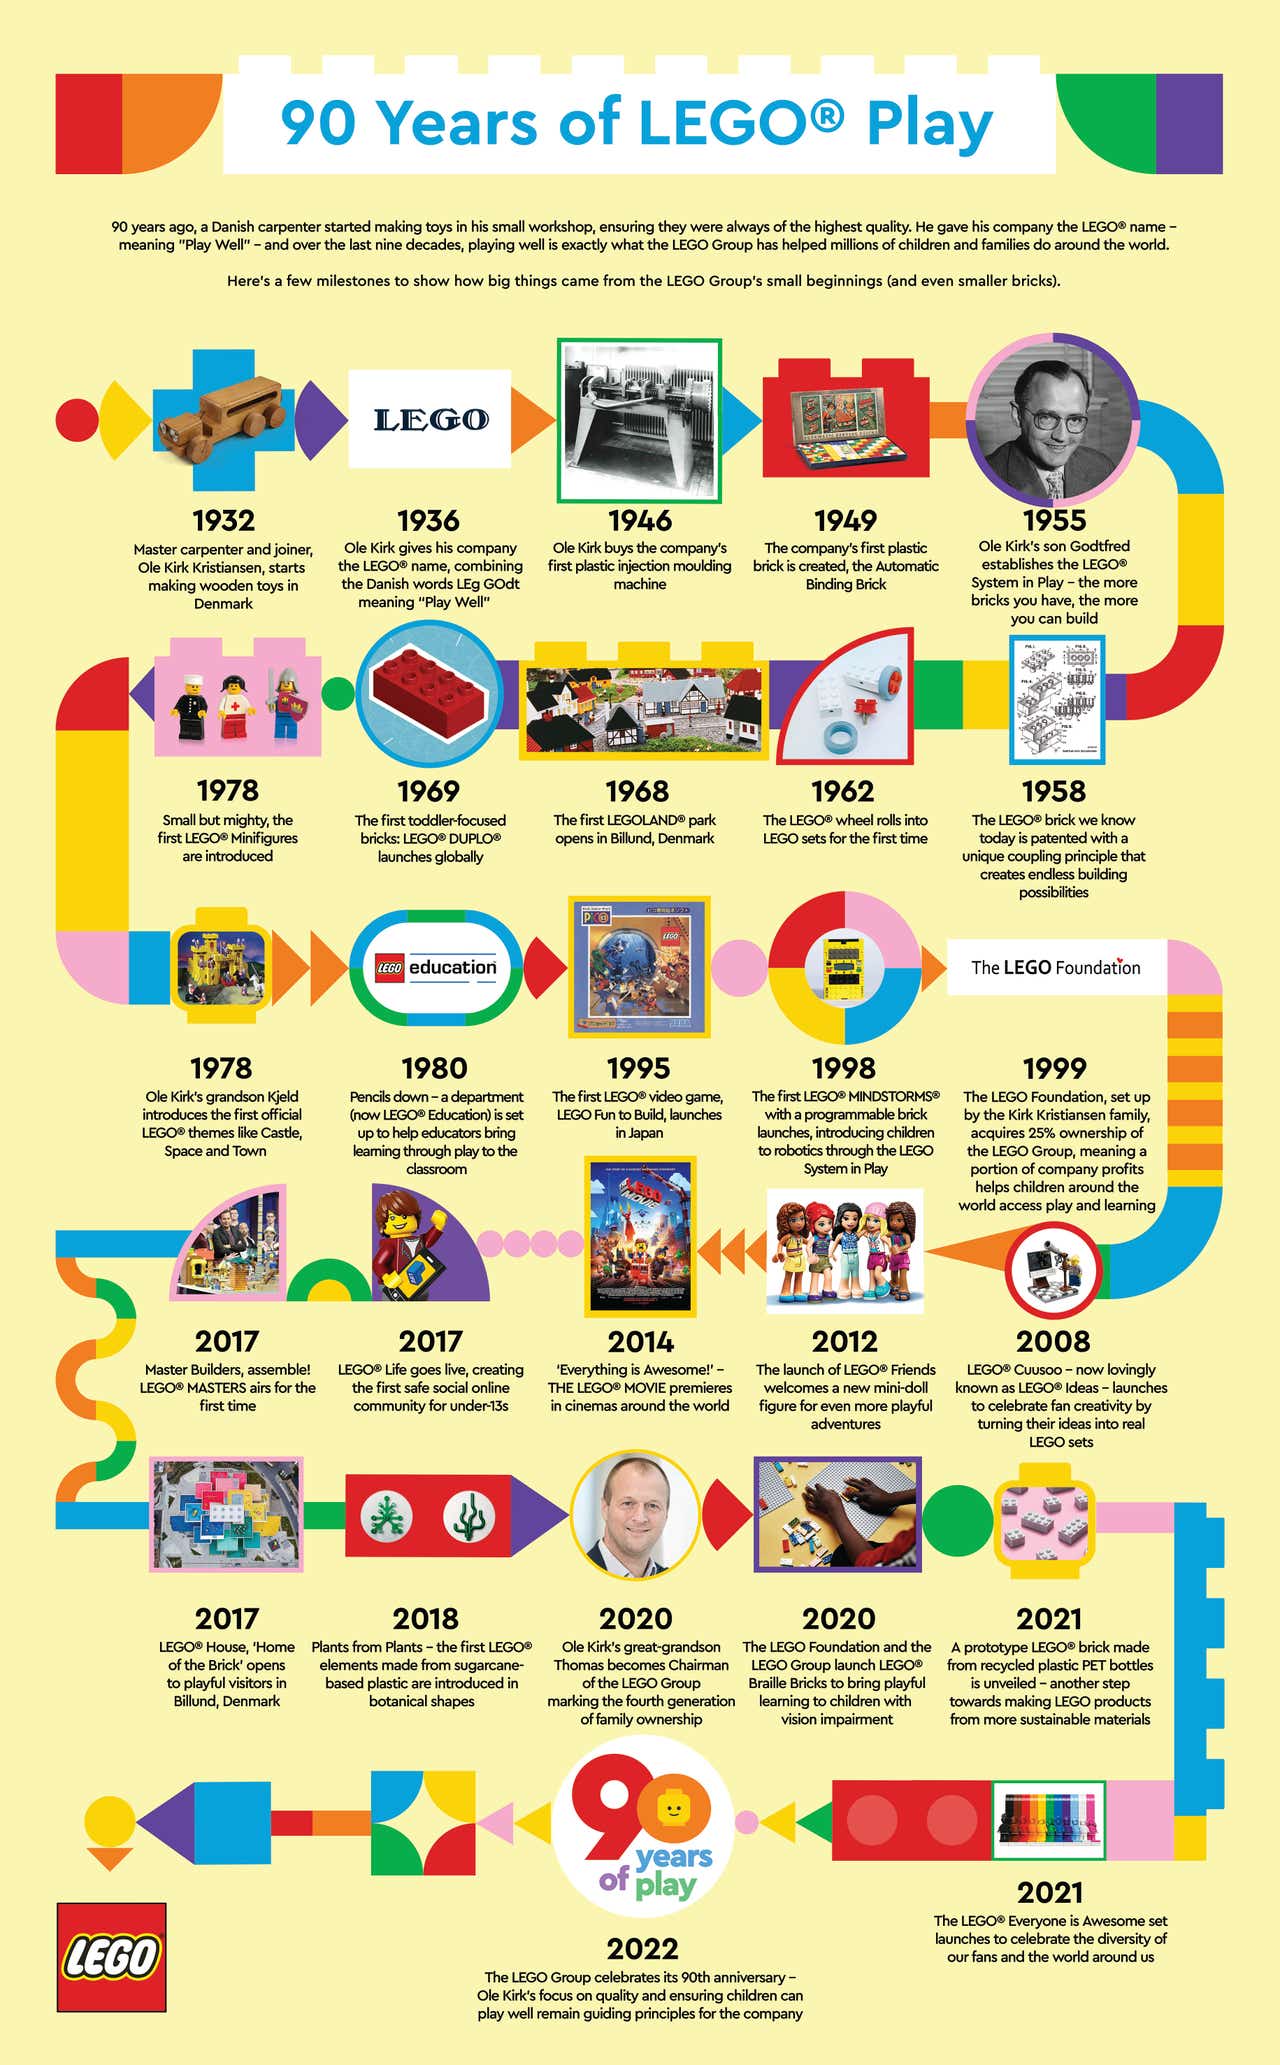 90 Years of LEGO® Play
90 years ago, a Danish carpenter started making toys in his small workshop, ensuring they were always of the highest quality. He gave his company the LEGO® name –
meaning "Play Well" – and over the last nine decades, playing well is exactly what the LEGO Group has helped millions of children and families do around the world.
Here's a few milestones to show how big things came from the LEGO Group's small beginnings (and even smaller bricks).
LEGO
1932
Master carpenter and joiner,
Ole Kirk Kristiansen, starts
making wooden toys in
Denmark
1936
Ole Kirk gives his company
the LEGO® name, combining
the Danish words LEg GOdt
meaning "Play Well"
1946
Ole Kirk buys the company's
first plastic injection moulding
machine
1949
The company's first plastic
brick is created, the Automatic
Binding Brick
1955
Ole Kirk's son Godtfred
establishes the LEGO®
System in Play – the more
bricks you have, the more
you can build
1978
Small but mighty, the
first LEGO® Minifigures
are introduced
1969
The first toddler-focused
bricks: LEGO® DUPLO®
launches globally
1968
The first LEGOLAND® park
opens in Billund, Denmark
1962
The LEGO® wheel rolls into
LEGO sets for the first time
1958
The LEGO® brick we know
today is patented with a
unique coupling principle that
creates endless building
possibilities
LEGO education
LEGO
SEGA
The LEGO Foundation
1978
Ole Kirk's grandson Kjeld
introduces the first official
LEGO® themes like Castle,
Space and Town
1980
Pencils down – a department
(now LEGO® Education) is set
up to help educators bring
learning through play to the
classroom
1995
The first LEGO® video game,
LEGO Fun to Build, launches
in Japan
1998
The first LEGO® MINDSTORMS®
with a programmable brick
launches, introducing children
to robotics through the LEGO
System in Play
1999
The LEGO Foundation, set up
by the Kirk Kristiansen family,
acquires 25% ownership of
the LEGO Group, meaning a
portion of company profits
helps children around the
world access play and learning
THE LEGO MOVIE
2017
Master Builders, assemble!
LEGO® MASTERS airs for the
first time
2017
LEGO® Life goes live, creating
the first safe social online
community for under-13s
2014
'Everything is Awesome!' –
THE LEGO® MOVIE premieres
in cinemas around the world
2012
The launch of LEGO® Friends
welcomes a new mini-doll
figure for even more playful
adventures
2008
LEGO® Cuusoo – now lovingly
known as LEGO® Ideas – launches
to celebrate fan creativity by
turning their ideas into real
LEGO sets
2017
LEGO® House, 'Home
of the Brick' opens
to playful visitors in
Billund, Denmark
2018
Plants from Plants – the first LEGO®
elements made from sugarcane-
based plastic are introduced in
botanical shapes
2020
Ole Kirk's great-grandson
Thomas becomes Chairman
of the LEGO Group
marking the fourth generation
of family ownership
2020
The LEGO Foundation and the
LEGO Group launch LEGO®
Braille Bricks to bring playful
learning to children with
vision impairment
2021
A prototype LEGO® brick made
from recycled plastic PET bottles
is unveiled – another step
towards making LEGO products
from more sustainable materials
90
years
of play
2021
The LEGO® Everyone is Awesome set
launches to celebrate the diversity of
our fans and the world around us
LEGO
2022
The LEGO Group celebrates its 90th anniversary –
Ole Kirk's focus on quality and ensuring children can
play well remain guiding principles for the company